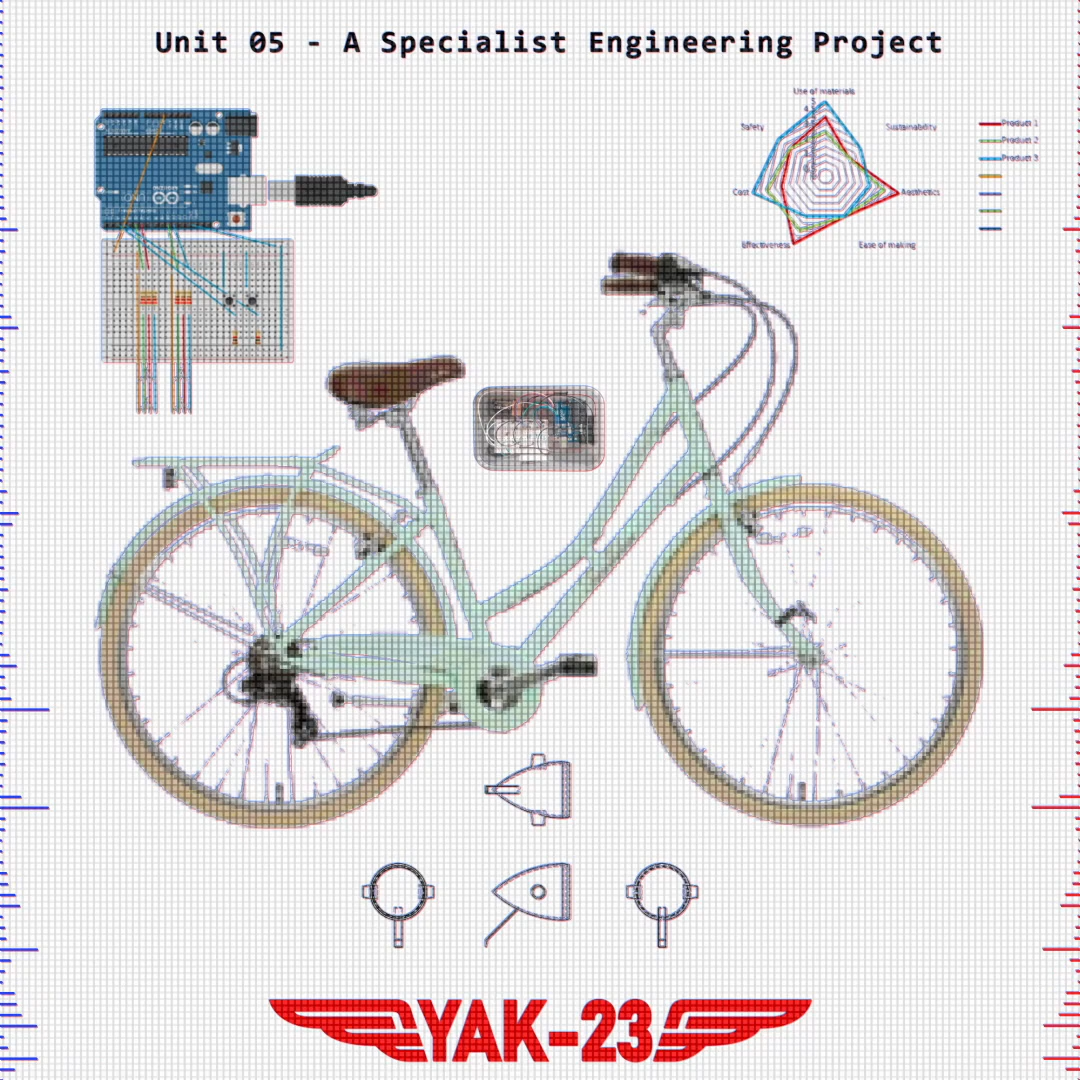 Unit 05 - A Specialist Engineering Project
Use of materials
Safety
Sustainability
Cost
Aesthetics
Effectiveness
Ease of making
Product 1
Product 2
Product 3
YAK-23